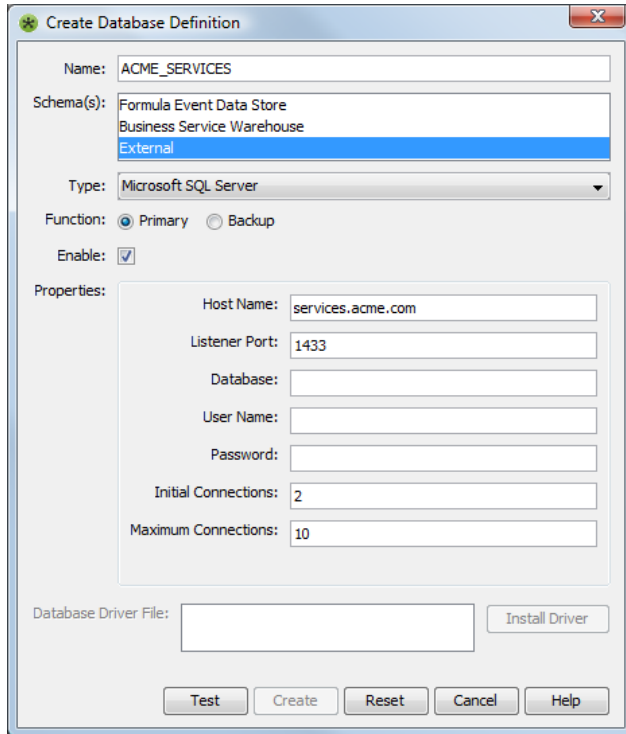 Create Database Definition
Name: ACME_SERVICES
Schema(s): Formula Event Data Store
Business Service Warehouse
External
Type: Microsoft SQL Server
Function: Primary Backup
Enable:
Properties:
Host Name: services.acme.com
Listener Port: 1433
Database:
User Name:
Password:
Initial Connections: 2
Maximum Connections: 10
Database Driver File: Install Driver
Test Create Reset Cancel Help